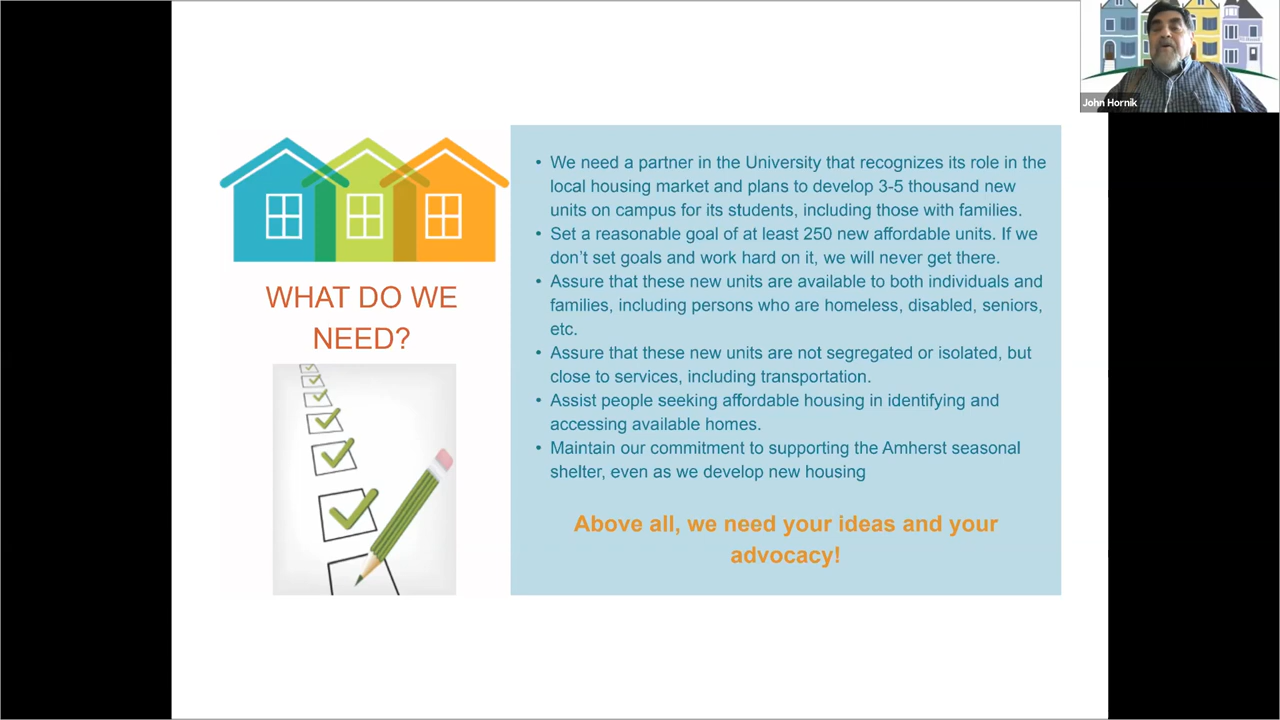 John Hornik
WHAT DO WE
NEED?
• We need a partner in the University that recognizes its role in the
local housing market and plans to develop 3-5 thousand new
units on campus for its students, including those with families.
• Set a reasonable goal of at least 250 new affordable units. If we
don't set goals and work hard on it, we will never get there.
• Assure that these new units are available to both individuals and
families, including persons who are homeless, disabled, seniors,
etc.
• Assure that these new units are not segregated or isolated, but
close to services, including transportation.
• Assist people seeking affordable housing in identifying and
accessing available homes.
• Maintain our commitment to supporting the Amherst seasonal
shelter, even as we develop new housing
Above all, we need your ideas and your
advocacy!